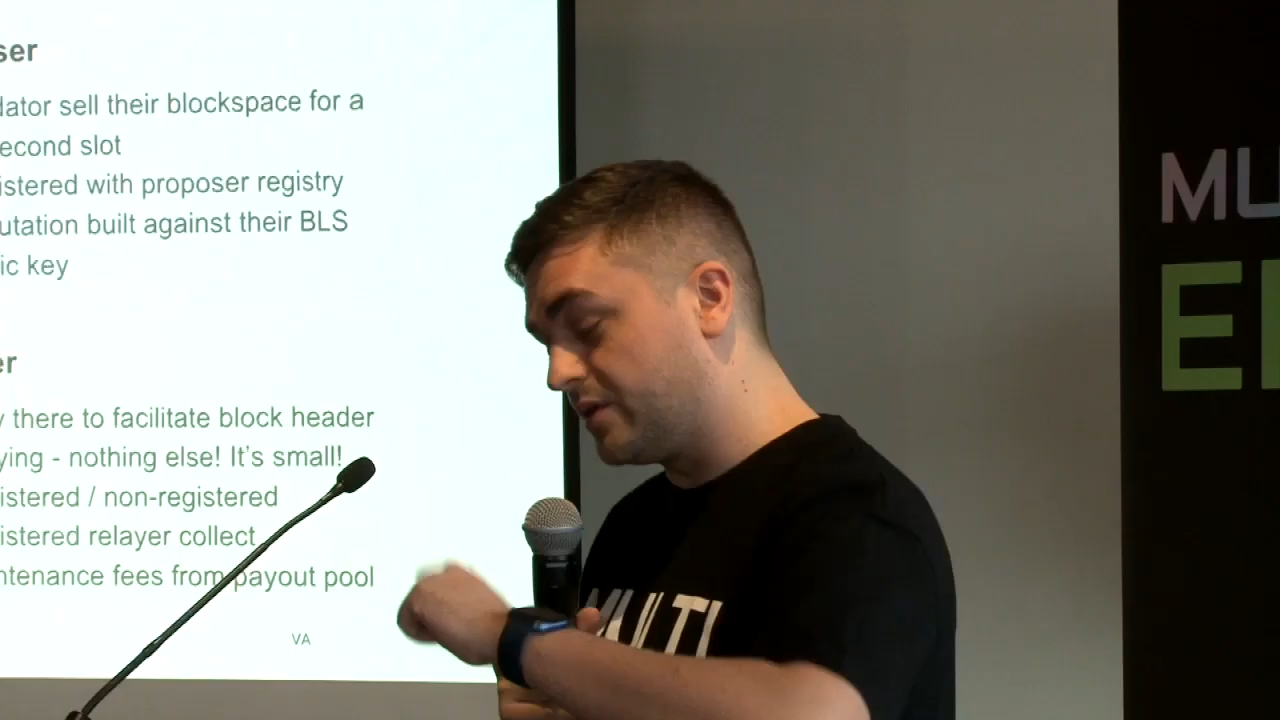 ser
dator sell their blockspace for a
econd slot
istered with proposer registry
utation built against their BLS
ic key
er
y there to facilitate block header
ying - nothing else! It's small!
istered / non-registered
istered relayer collect
ntenance fees from payout pool
VA
MULTI
MU
E